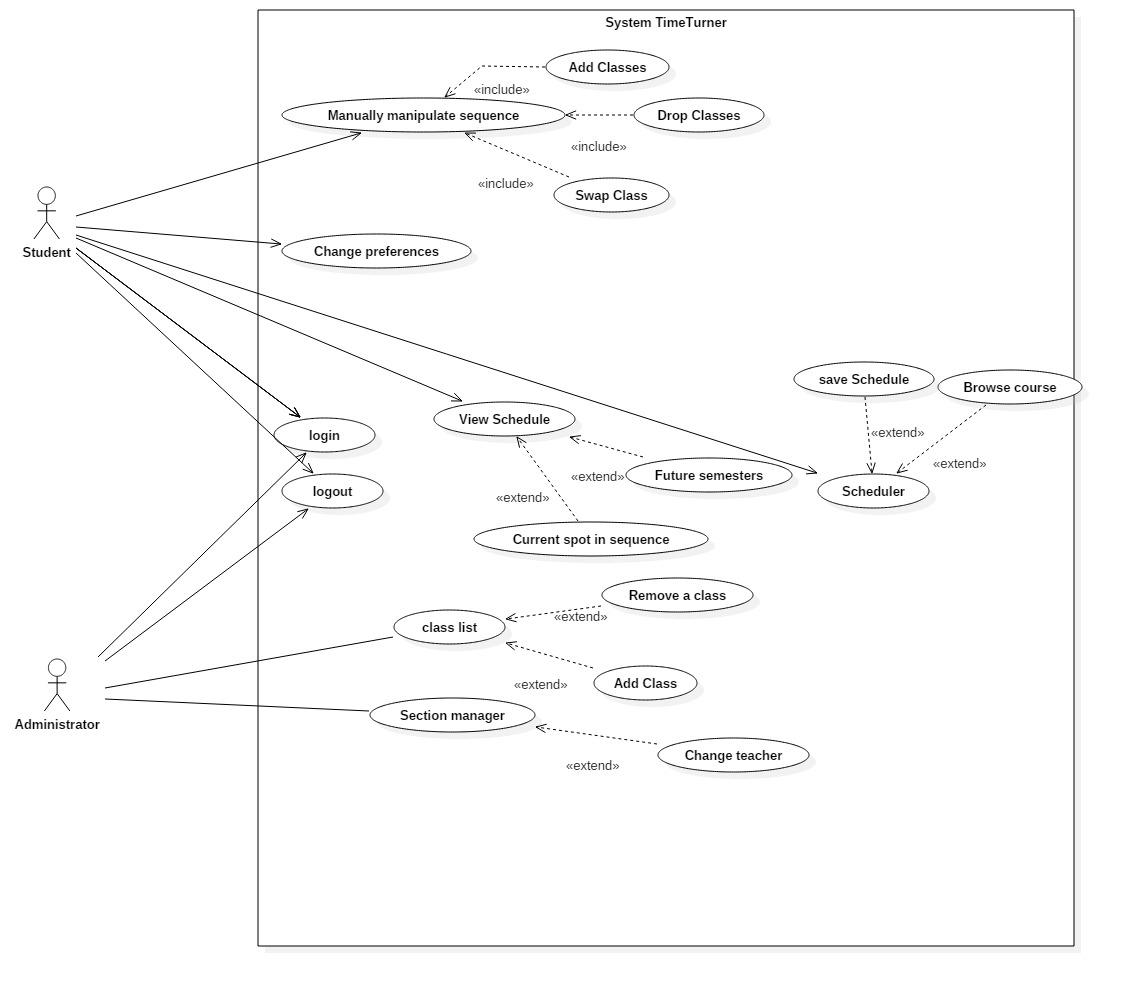 System TimeTurner
Add Classes
«include»
Manually manipulate sequence
Drop Classes
«include»
«include»
Swap Class
Student
Change preferences
save Schedule
Browse course
View Schedule
login
«extend»
«extend»
Future semesters
«extend»
logout
Scheduler
«extend»
Current spot in sequence
Remove a class
«extend»
class list
Add Class
«extend»
Section manager
Administrator
Change teacher
«extend»